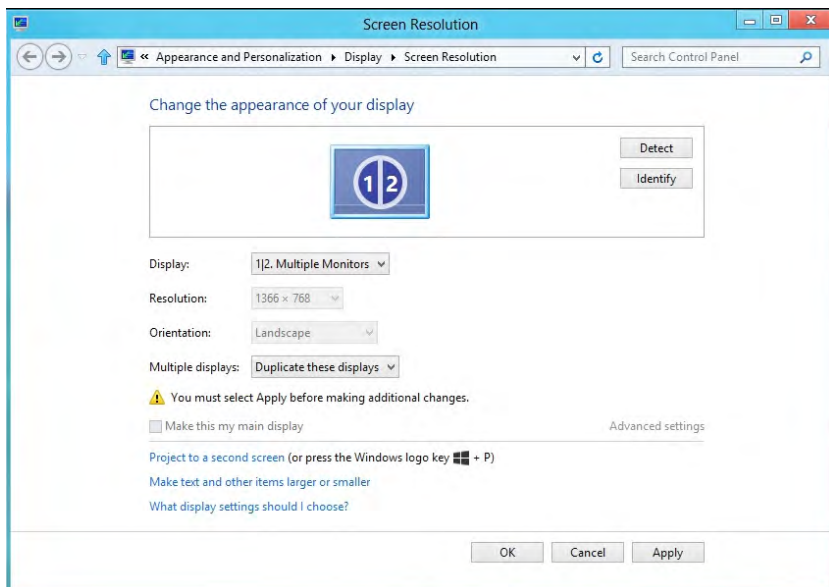 Screen Resolution
« Appearance and Personalization ▸ Display ▸ Screen Resolution
Search Control Panel
Change the appearance of your display
1 2
Detect
Identify
Display: 1|2. Multiple Monitors
Resolution: 1366 × 768
Orientation: Landscape
Multiple displays: Duplicate these displays
You must select Apply before making additional changes.
Make this my main display Advanced settings
Project to a second screen (or press the Windows logo key + P)
Make text and other items larger or smaller
What display settings should I choose?
OK Cancel Apply